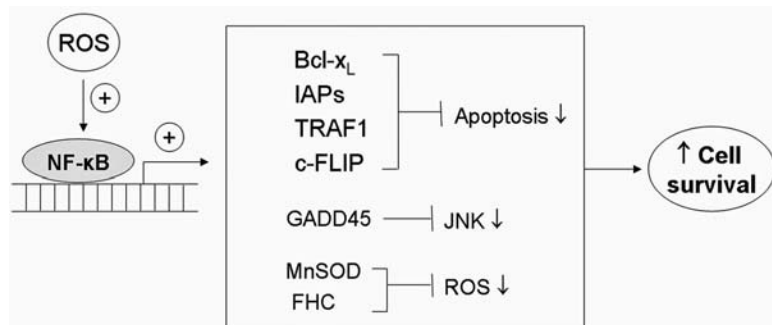 ROS
+
NF-κB
+
Bcl-xL
IAPs
TRAF1
c-FLIP
Apoptosis ↓
GADD45
JNK ↓
MnSOD
FHC
ROS ↓
↑ Cell
survival